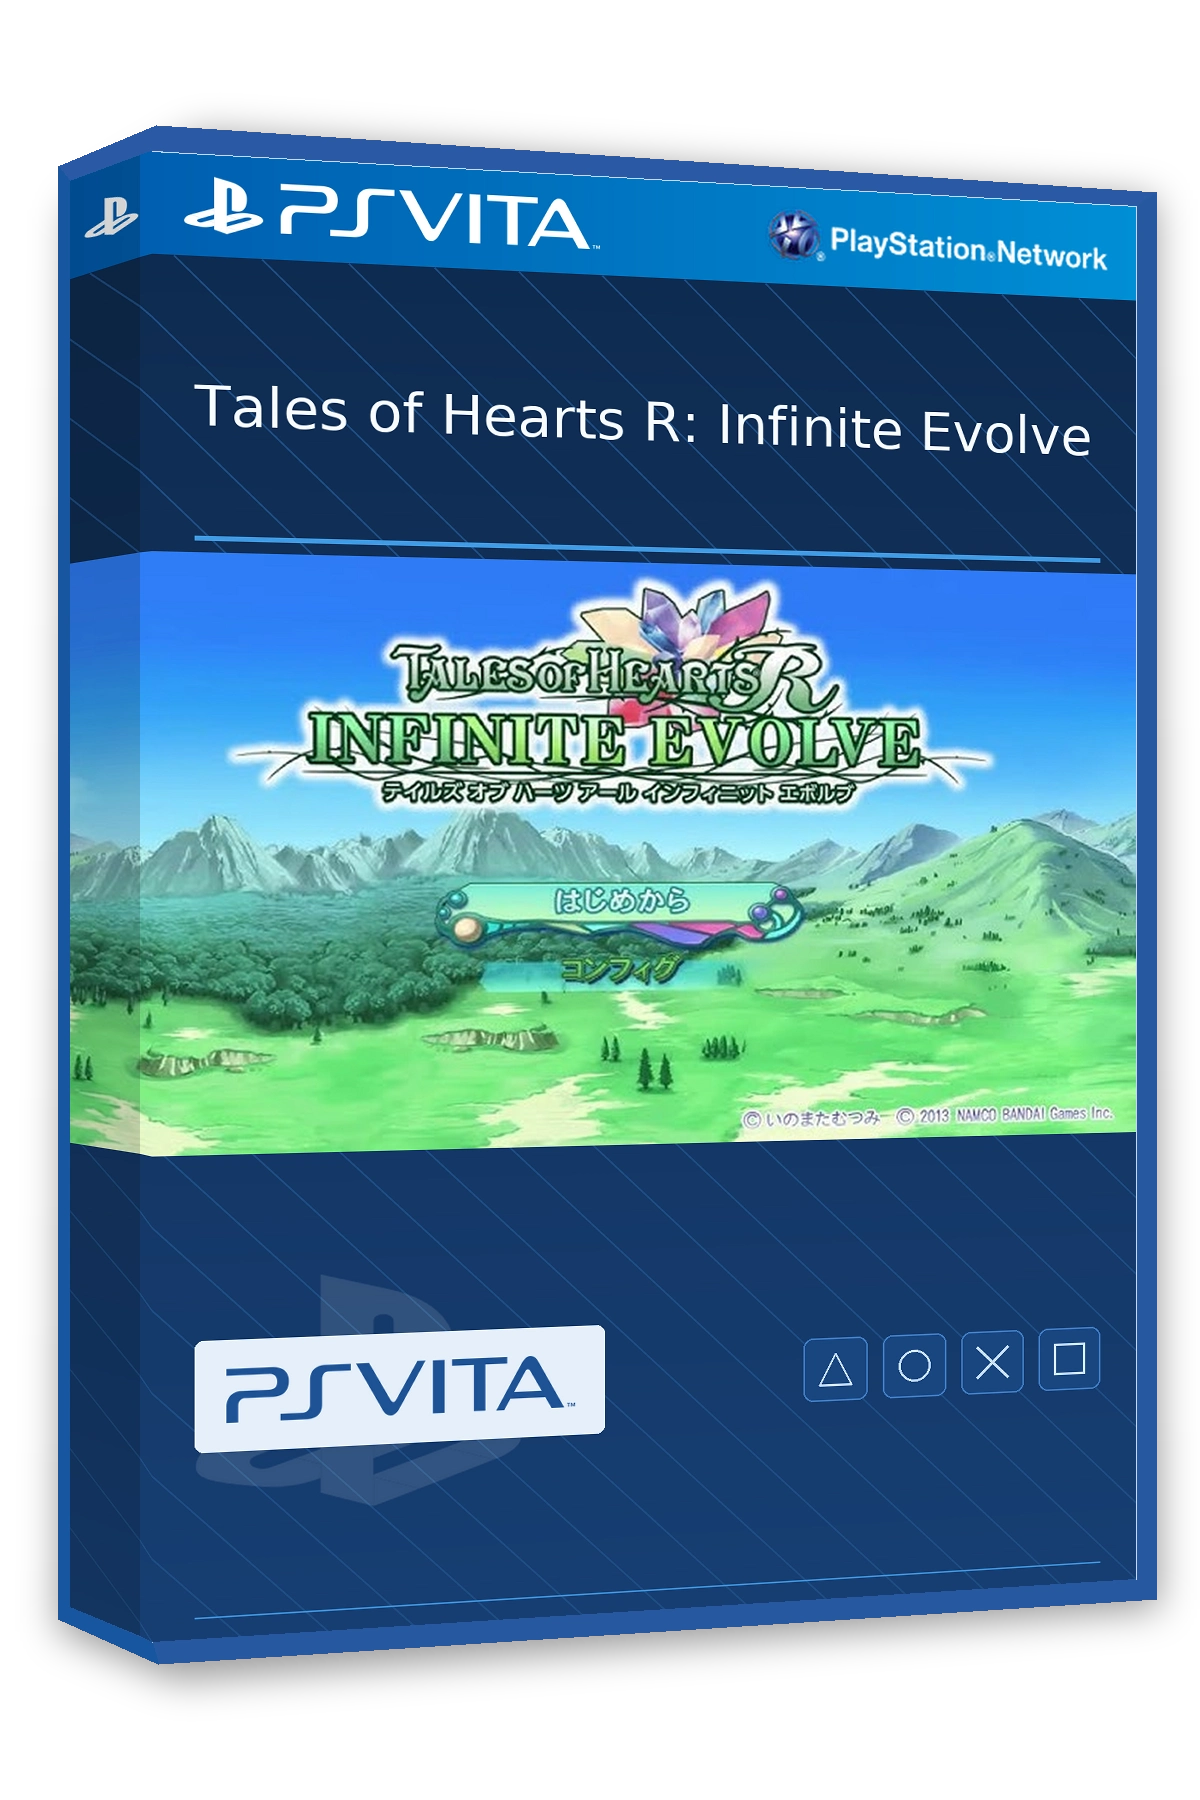 PSVITA™
PlayStation®Network
Tales of Hearts R: Infinite Evolve
TALES OF HEARTS R
INFINITE EVOLVE
テイルズ オブ ハーツ アール インフィニット エボルブ
はじめから
コンフィグ
© いのまたむつみ © 2013 NAMCO BANDAI Games Inc.
PSVITA™